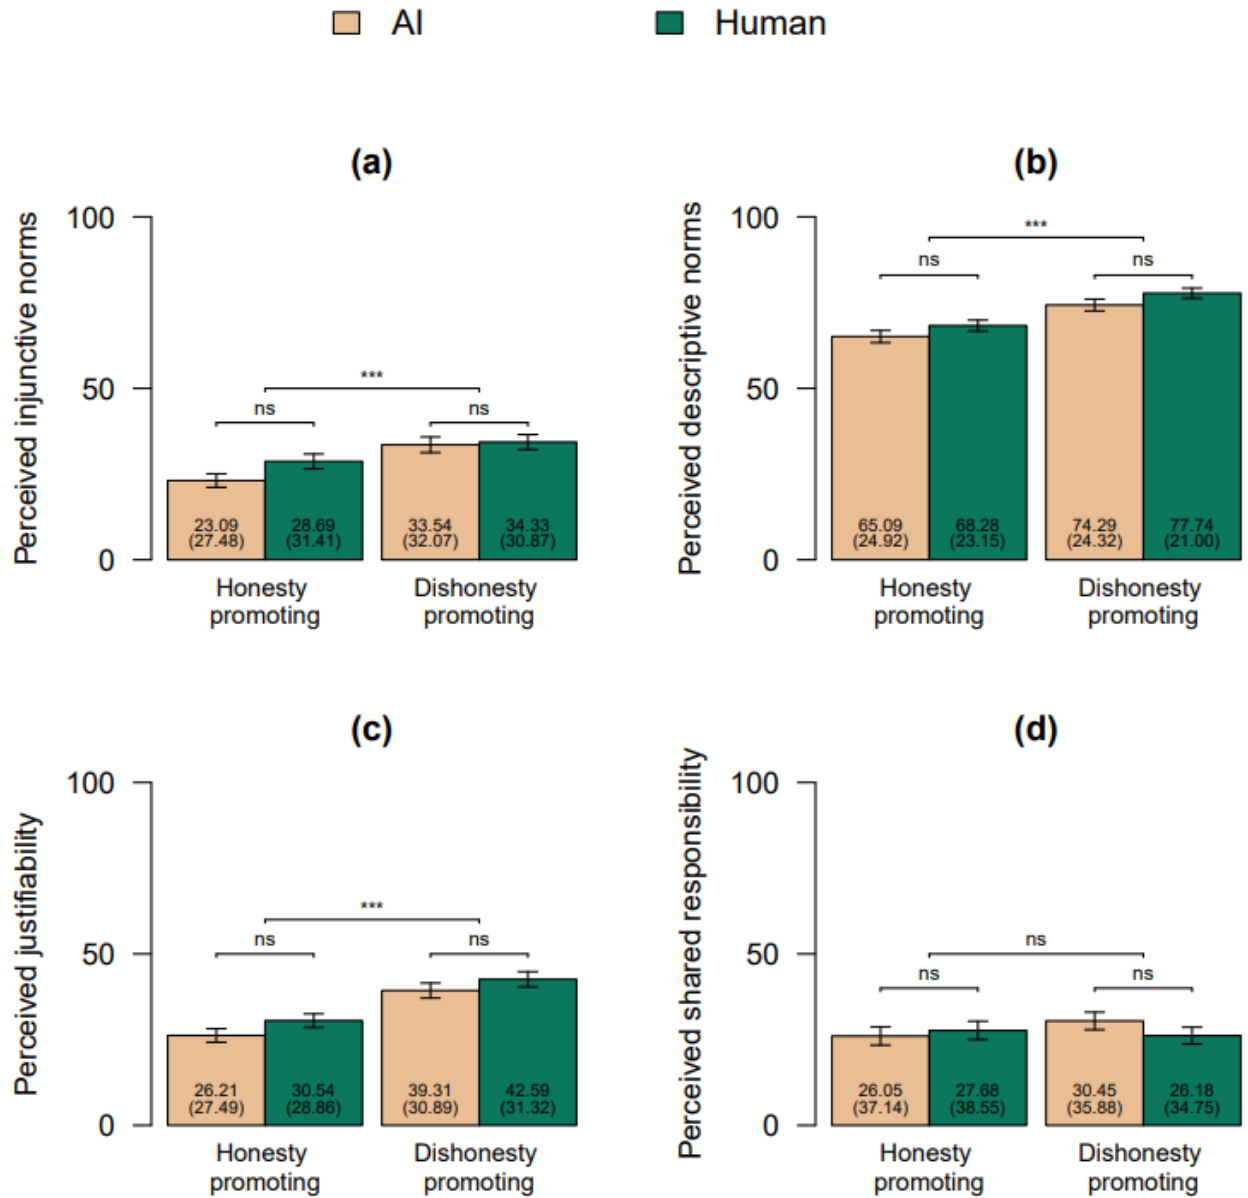 AI Human
(a)
Perceived injunctive norms
100
50
0
***
ns ns
23.09 28.69 33.54 34.33
(27.48) (31.41) (32.07) (30.87)
Honesty Dishonesty
promoting promoting
(b)
Perceived descriptive norms
100
50
0
***
ns ns
65.09 68.28 74.29 77.74
(24.92) (23.15) (24.32) (21.00)
Honesty Dishonesty
promoting promoting
(c)
Perceived justifiability
100
50
0
***
ns ns
26.21 30.54 39.31 42.59
(27.49) (28.86) (30.89) (31.32)
Honesty Dishonesty
promoting promoting
(d)
Perceived shared responsibility
100
50
0
ns
ns ns
26.05 27.68 30.45 26.18
(37.14) (38.55) (35.88) (34.75)
Honesty Dishonesty
promoting promoting